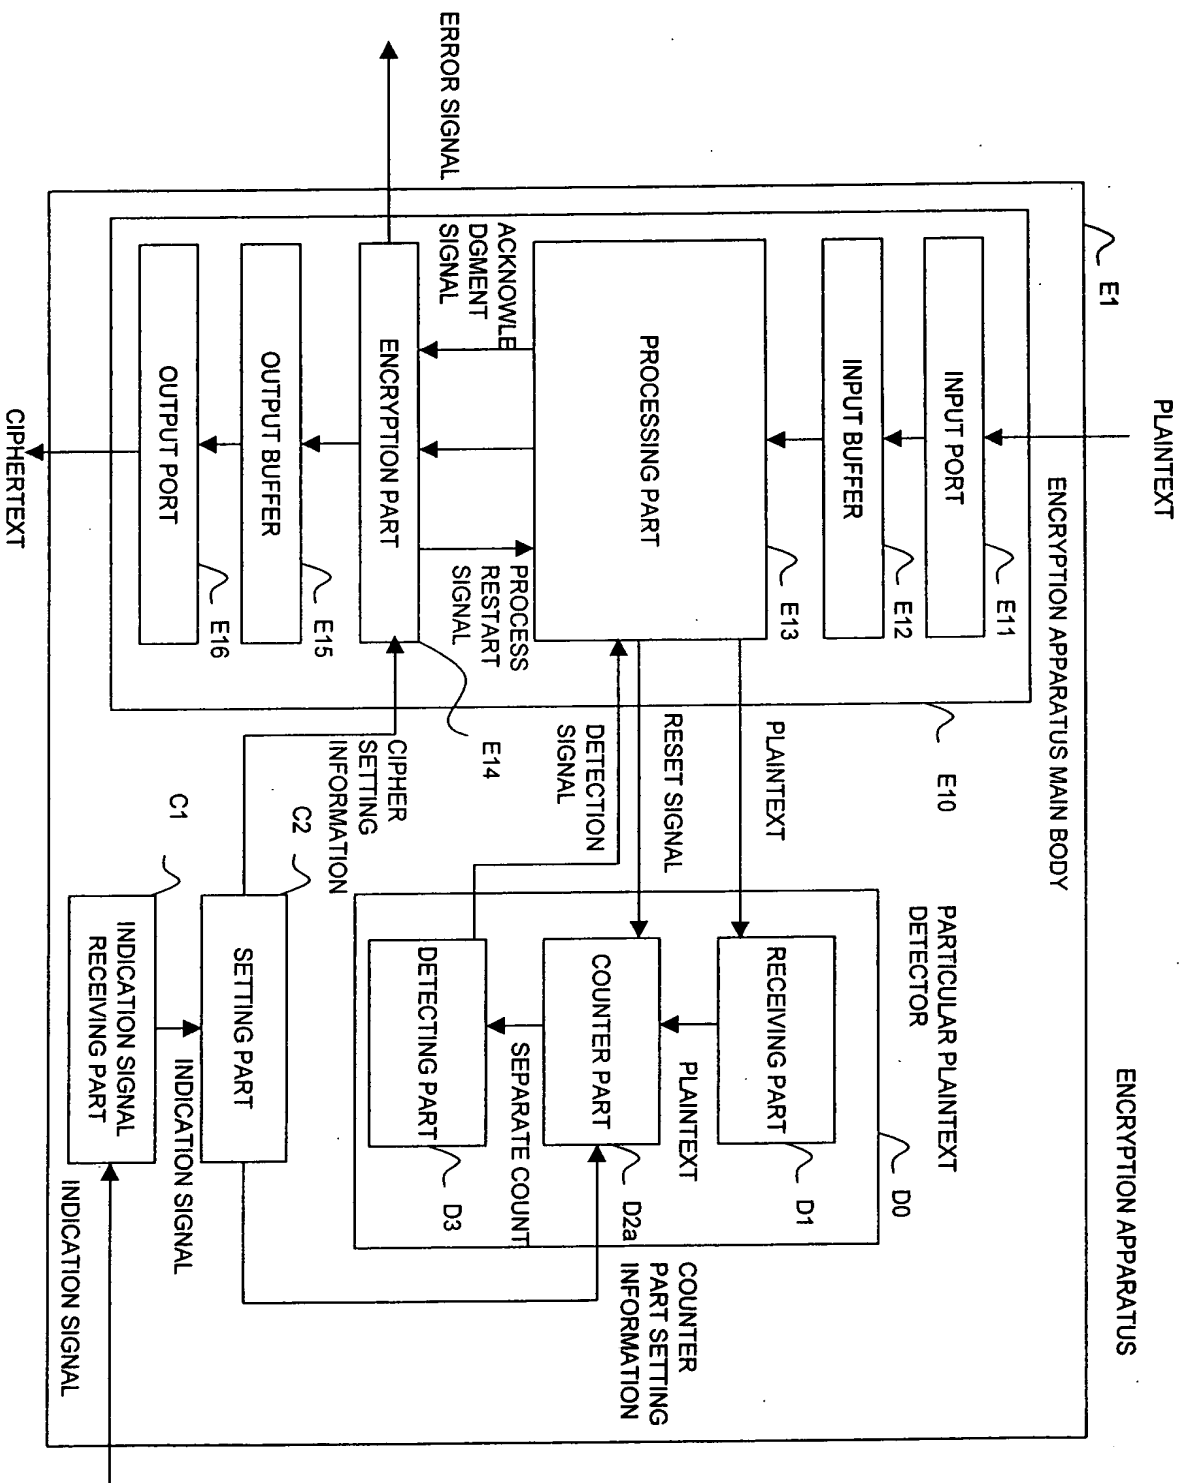 ENCRYPTION APPARATUS
PLAINTEXT
E1
ENCRYPTION APPARATUS MAIN BODY
INPUT PORT
E11
INPUT BUFFER
E12
PROCESSING PART
E13
E10
ACKNOWLE
DGMENT
SIGNAL
PROCESS
RESTART
SIGNAL
ENCRYPTION PART
E14
OUTPUT BUFFER
E15
OUTPUT PORT
E16
ERROR SIGNAL
CIPHERTEXT
PLAINTEXT
RESET SIGNAL
DETECTION
SIGNAL
PARTICULAR PLAINTEXT
DETECTOR
D0
RECEIVING PART
D1
PLAINTEXT
COUNTER PART
D2a
SEPARATE COUNT
DETECTING PART
D3
COUNTER
PART SETTING
INFORMATION
CIPHER
SETTING
INFORMATION
C2
SETTING PART
INDICATION SIGNAL
C1
INDICATION SIGNAL
RECEIVING PART
INDICATION SIGNAL